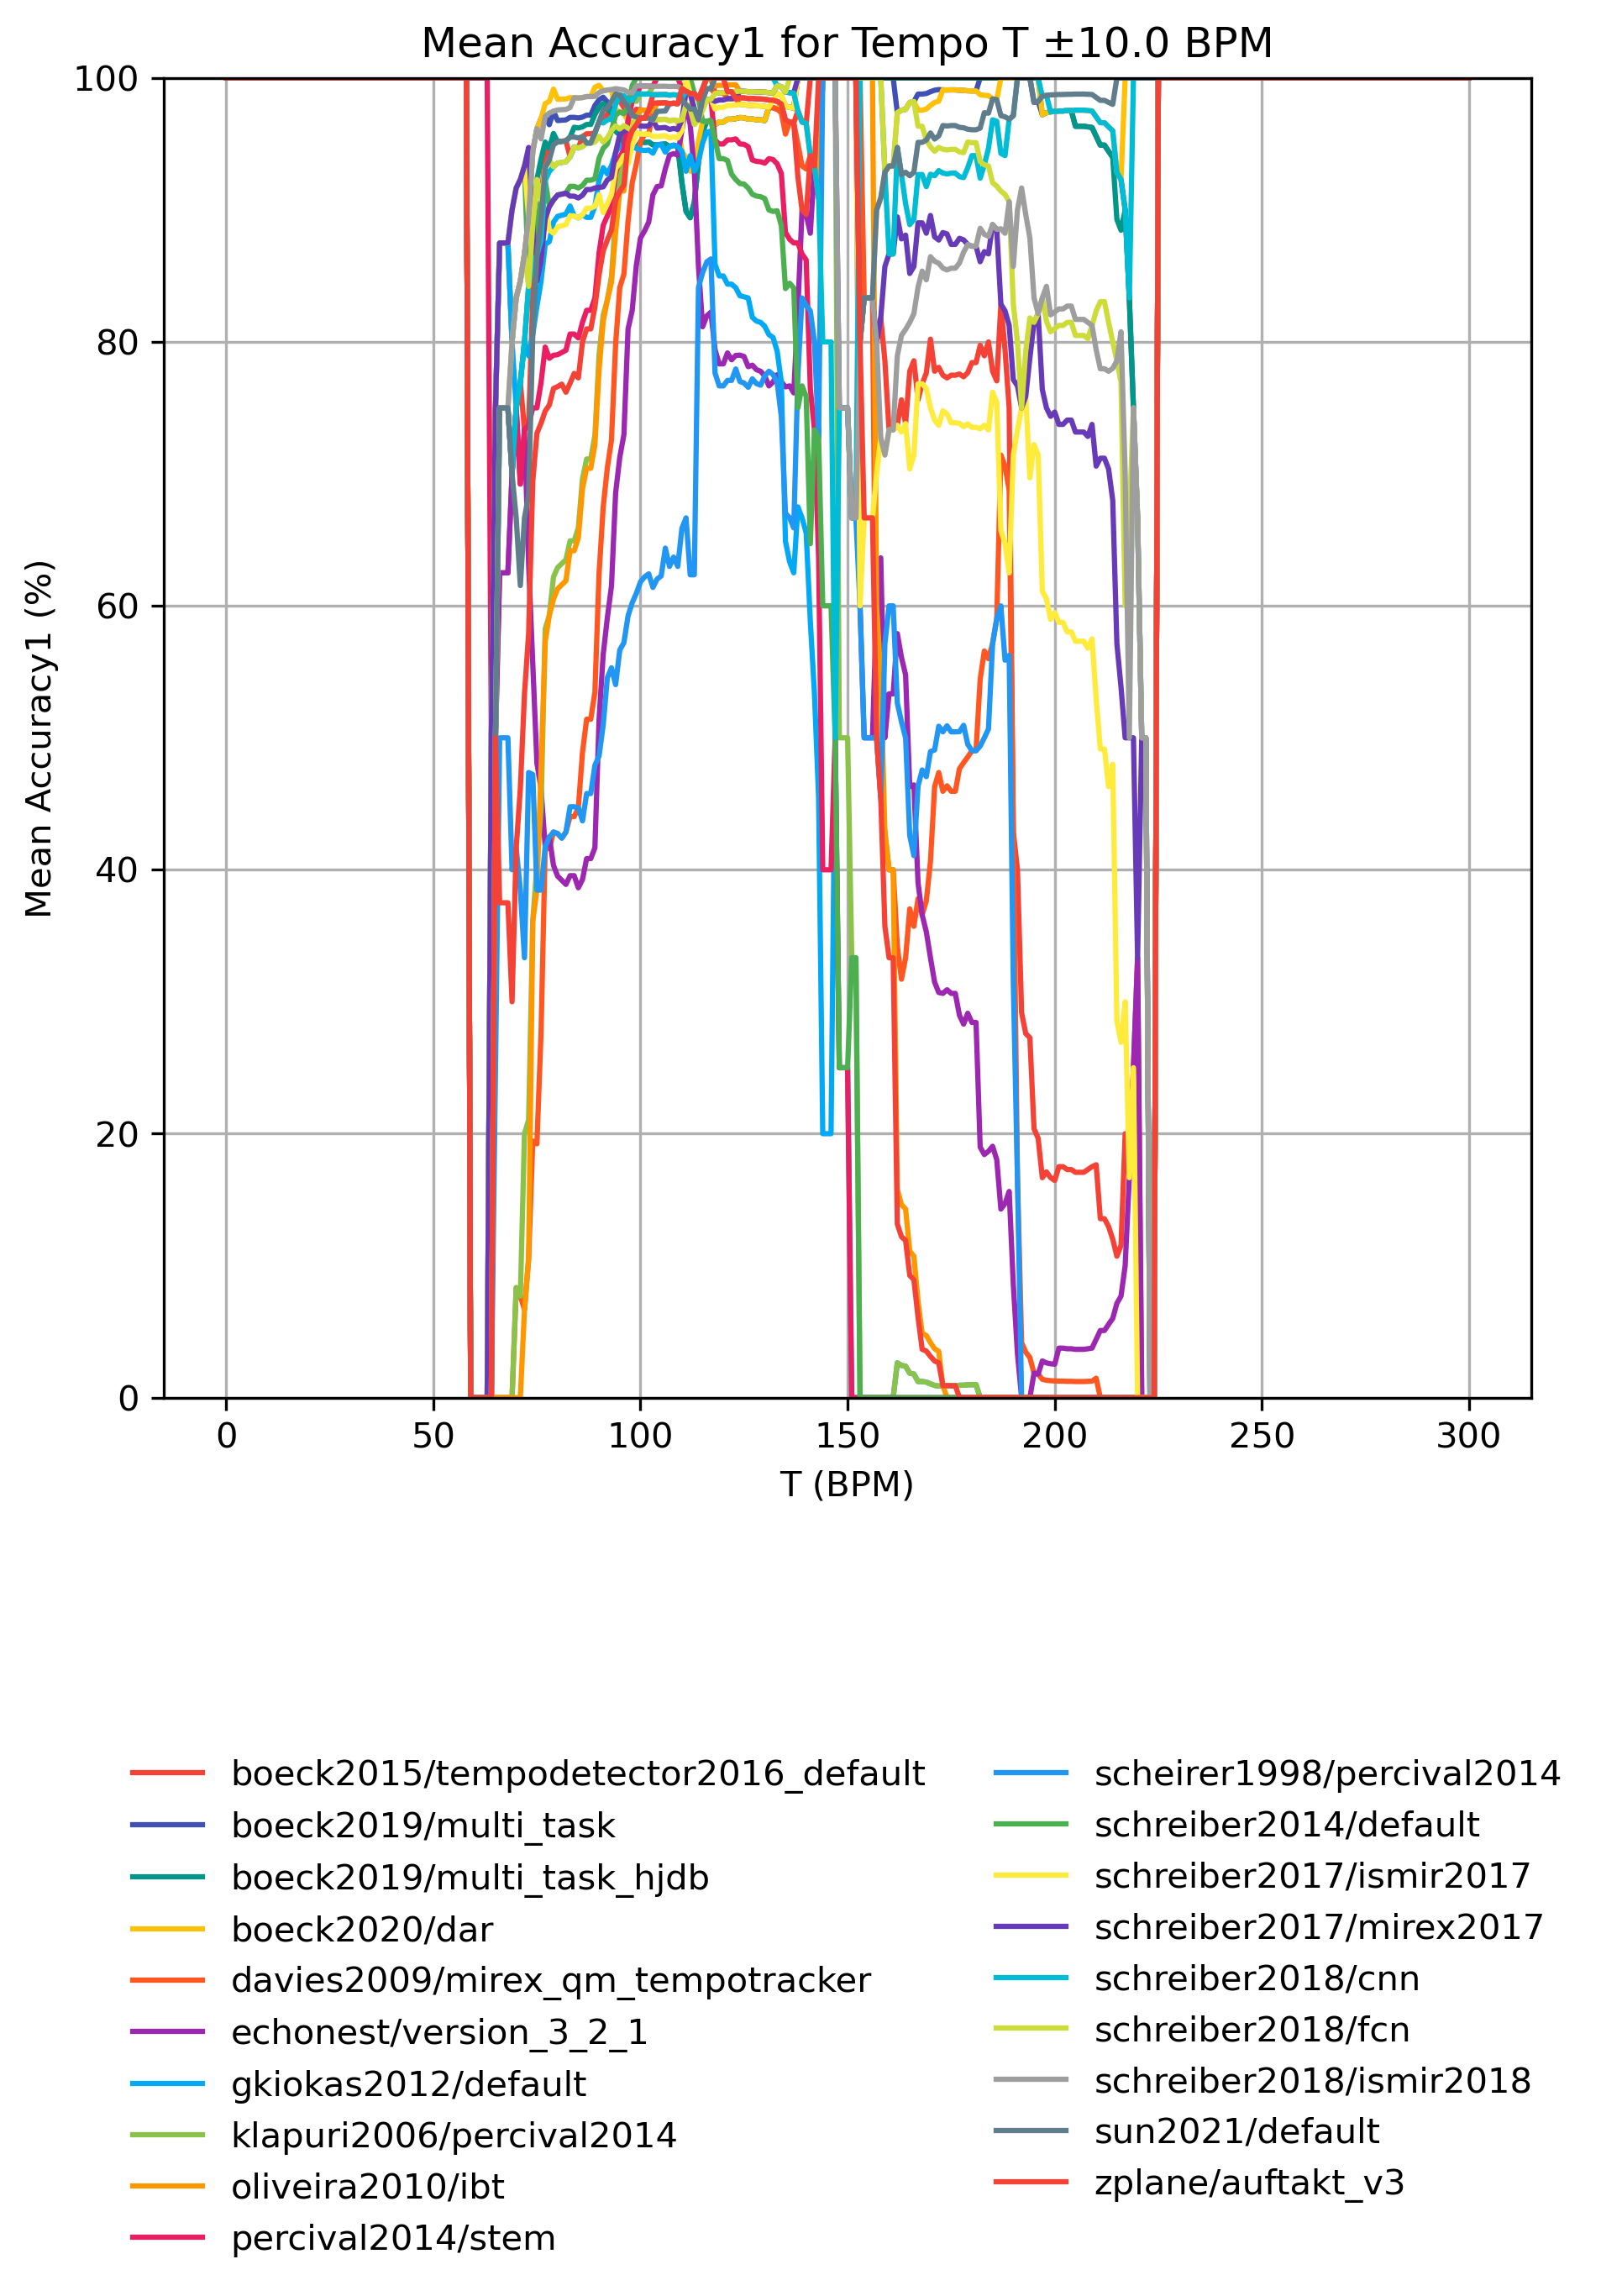 Mean Accuracy1 for Tempo T ±10.0 BPM
100
80
60
40
20
0
Mean Accuracy1 (%)
0 50 100 150 200 250 300
T (BPM)
boeck2015/tempodetector2016_default
boeck2019/multi_task
boeck2019/multi_task_hjdb
boeck2020/dar
davies2009/mirex_qm_tempotracker
echonest/version_3_2_1
gkiokas2012/default
klapuri2006/percival2014
oliveira2010/ibt
percival2014/stem
scheirer1998/percival2014
schreiber2014/default
schreiber2017/ismir2017
schreiber2017/mirex2017
schreiber2018/cnn
schreiber2018/fcn
schreiber2018/ismir2018
sun2021/default
zplane/auftakt_v3